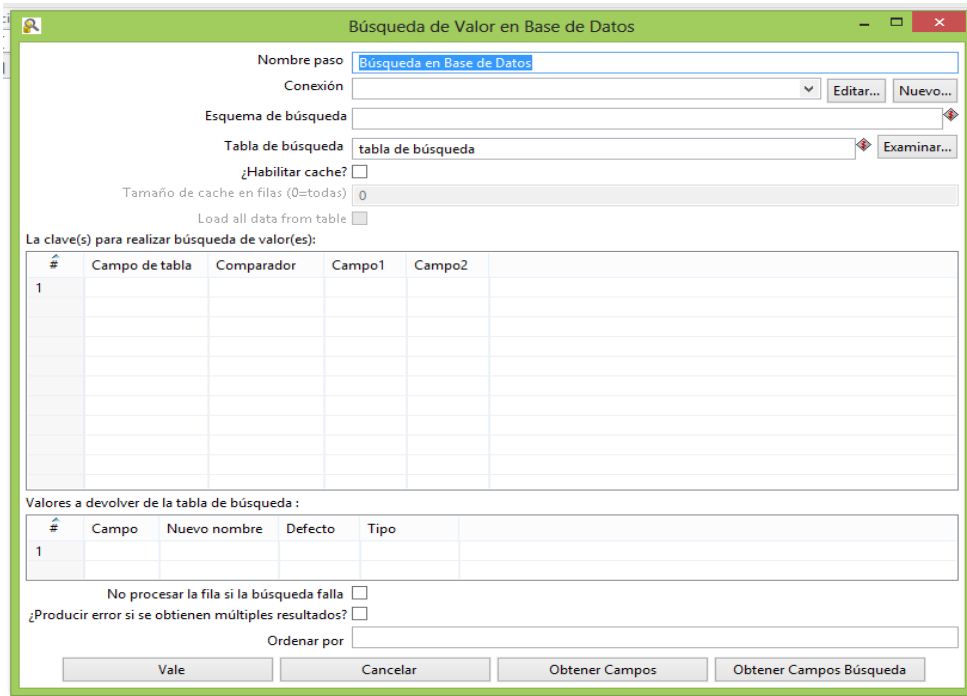 Búsqueda de Valor en Base de Datos
Nombre paso Búsqueda en Base de Datos
Conexión Editar... Nuevo...
Esquema de búsqueda
Tabla de búsqueda tabla de búsqueda Examinar...
¿Habilitar cache?
Tamaño de cache en filas (0=todas) 0
Load all data from table
La clave(s) para realizar búsqueda de valor(es):
# Campo de tabla Comparador Campo1 Campo2
1
Valores a devolver de la tabla de búsqueda :
# Campo Nuevo nombre Defecto Tipo
1
No procesar la fila si la búsqueda falla
¿Producir error si se obtienen múltiples resultados?
Ordenar por
Vale Cancelar Obtener Campos Obtener Campos Búsqueda